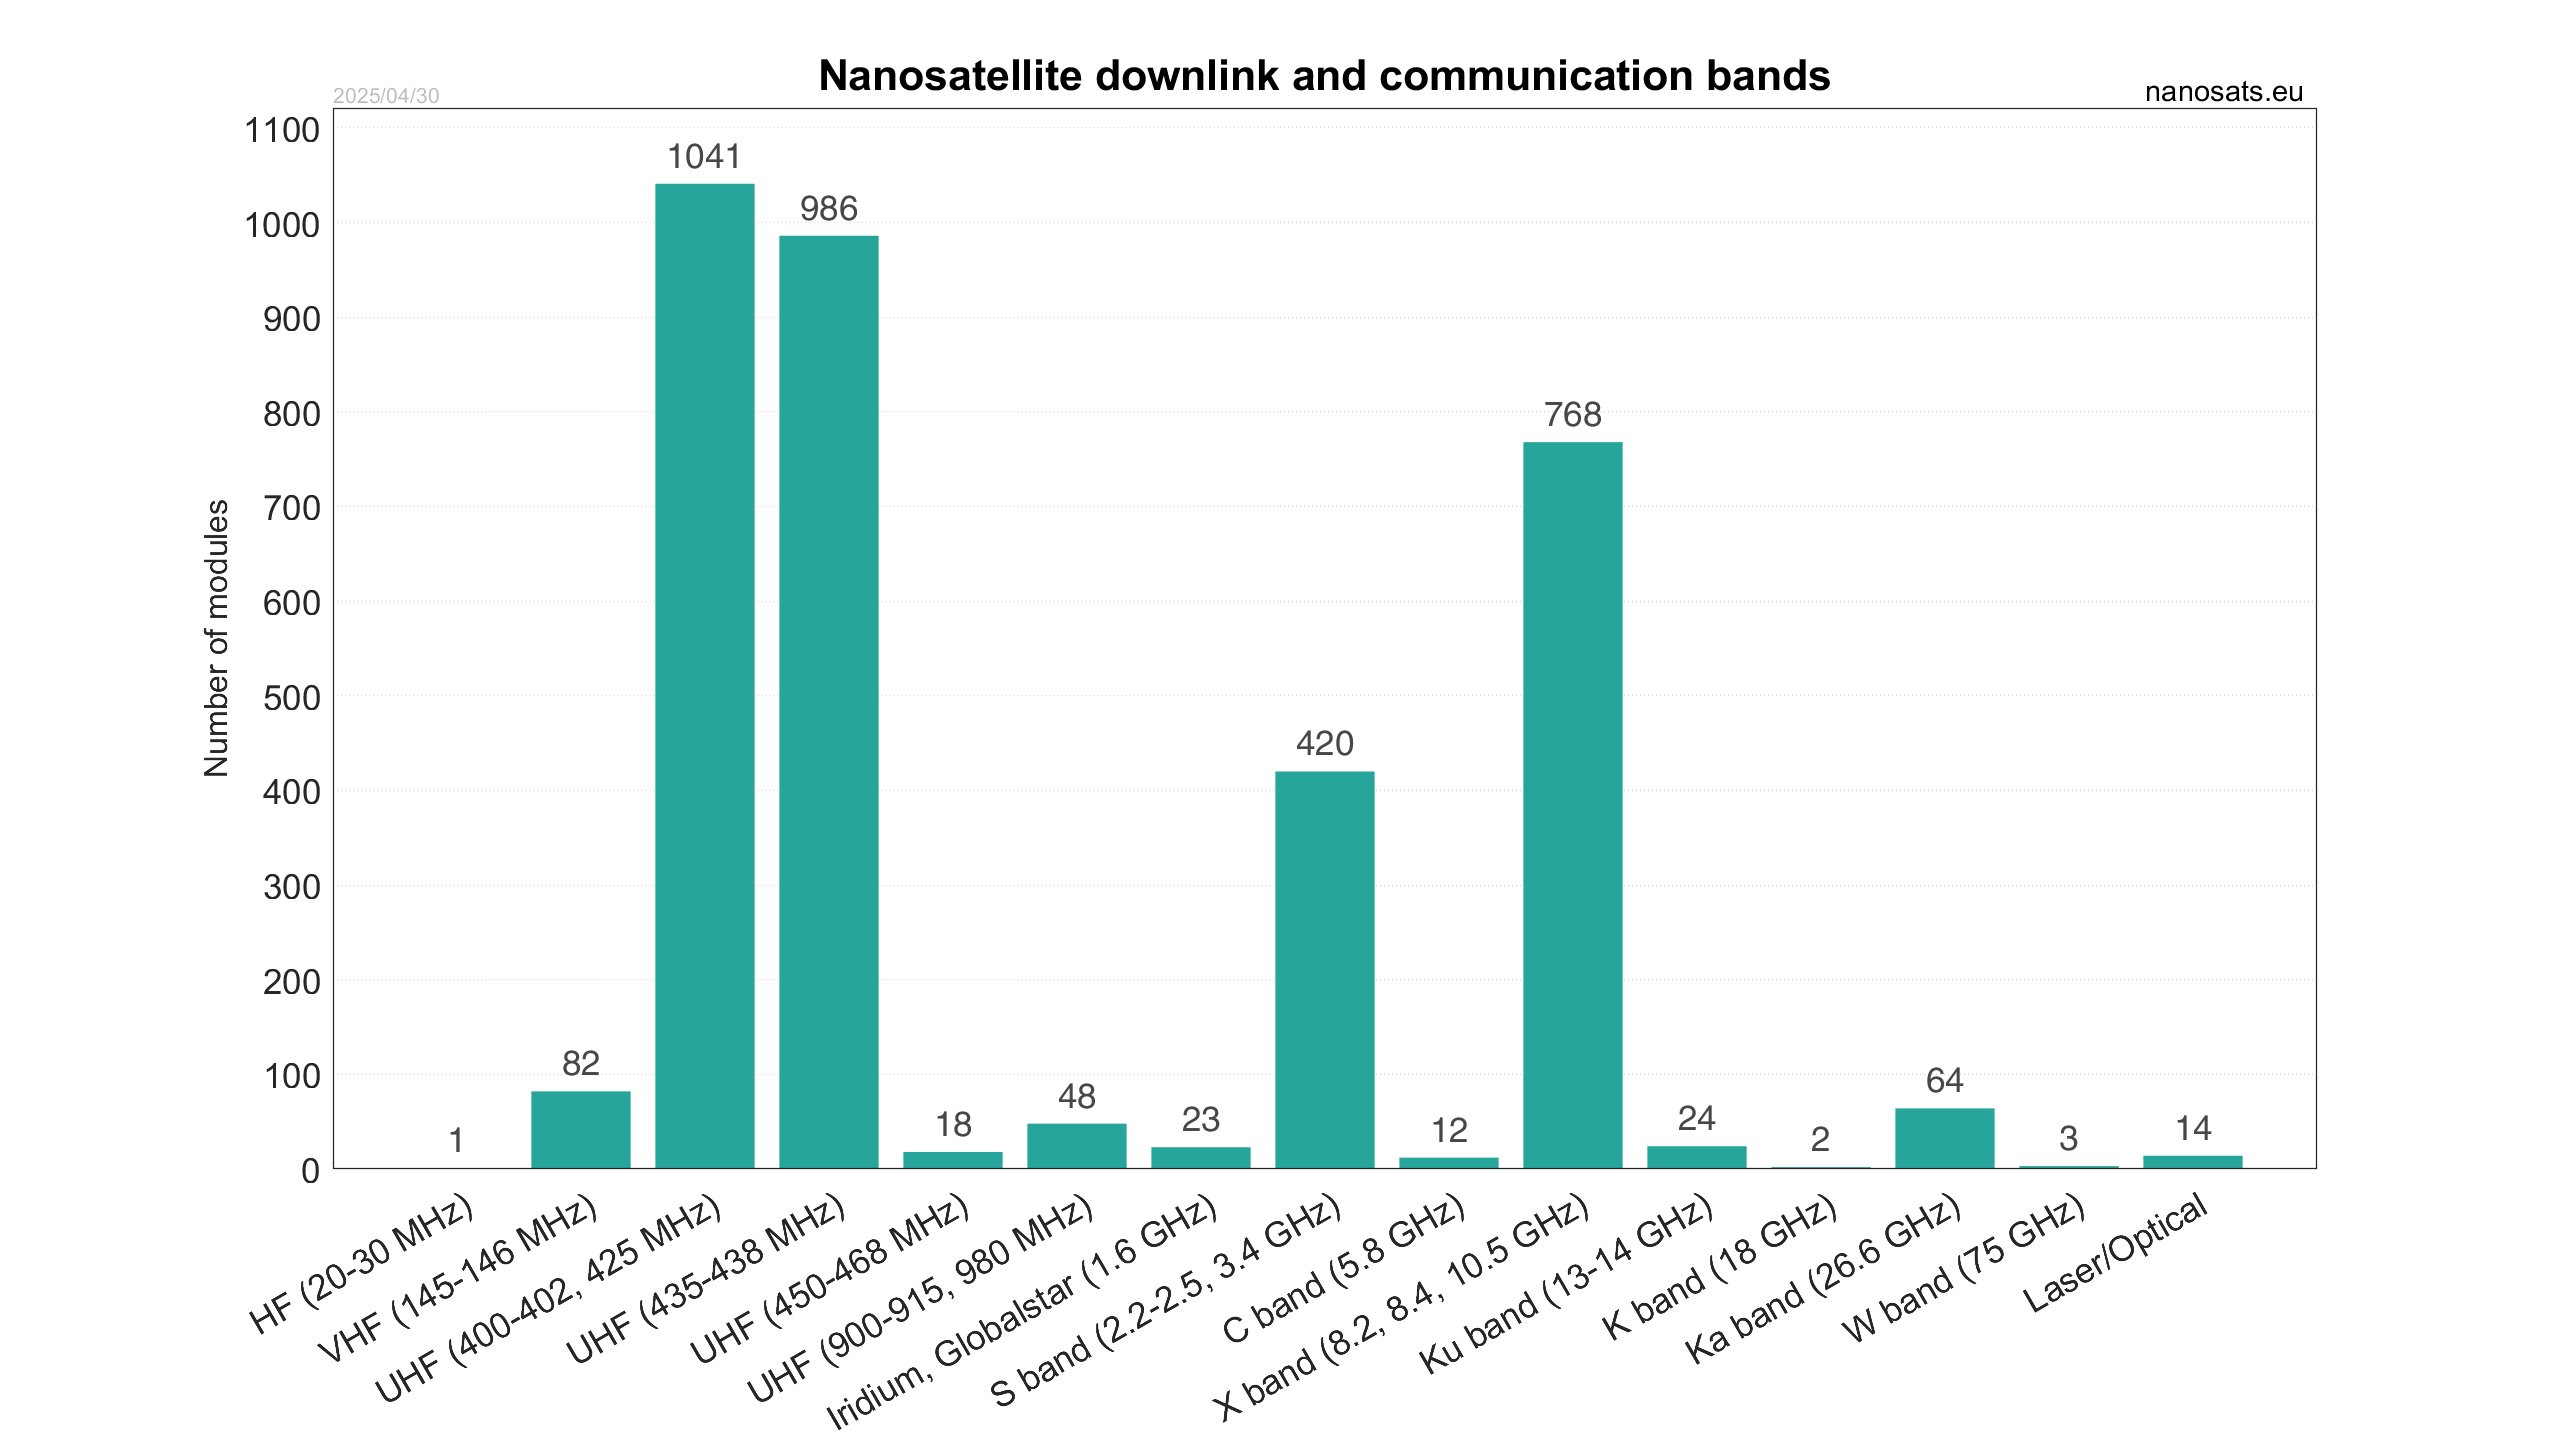 Nanosatellite downlink and communication bands
2025/04/30
nanosats.eu
Number of modules
1100
1000
900
800
700
600
500
400
300
200
100
0
1
82
1041
986
18
48
23
420
12
768
24
2
64
3
14
HF (20-30 MHz)
VHF (145-146 MHz)
UHF (400-402, 425 MHz)
UHF (435-438 MHz)
UHF (450-468 MHz)
UHF (900-915, 980 MHz)
Iridium, Globalstar (1.6 GHz)
S band (2.2-2.5, 3.4 GHz)
C band (5.8 GHz)
X band (8.2, 8.4, 10.5 GHz)
Ku band (13-14 GHz)
K band (18 GHz)
Ka band (26.6 GHz)
W band (75 GHz)
Laser/Optical